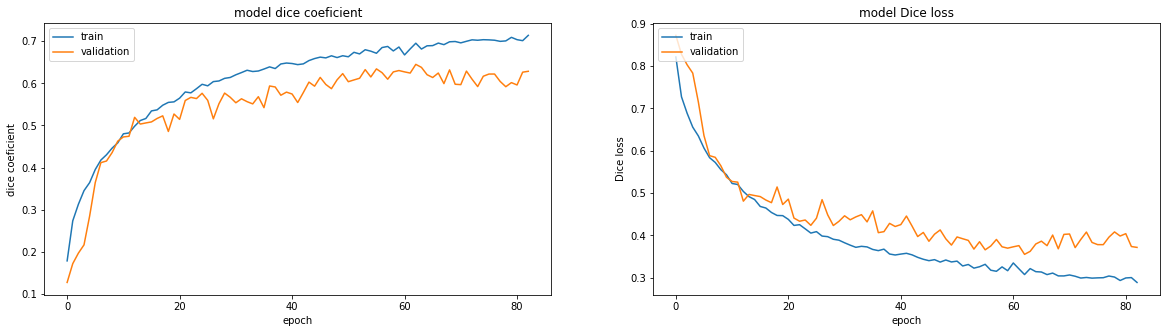 model dice coeficient
train
validation
0.7
0.6
0.5
0.4
0.3
0.2
0.1
dice coeficient
0
20
40
60
80
epoch
model Dice loss
train
validation
0.9
0.8
0.7
0.6
0.5
0.4
0.3
Dice loss
0
20
40
60
80
epoch